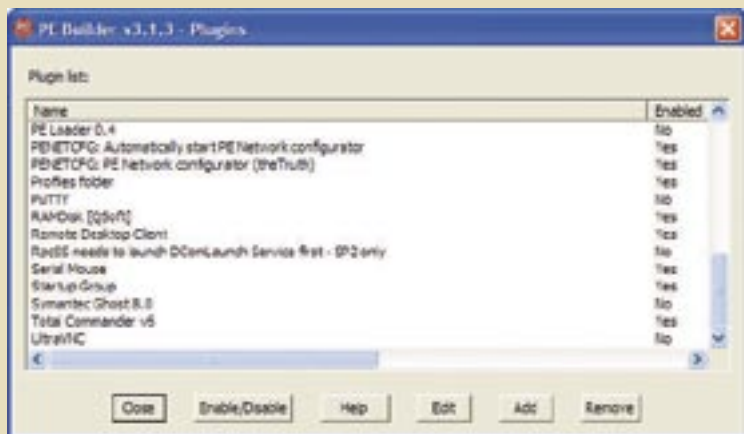 PE Builder v3.1.3 - Plugins
Plugin list:
Name Enabled
PE Loader 0.4 No
PENETCFG: Automatically start PE Network configurator Yes
PENETCFG: PE Network configurator (theTruth) Yes
Profiles folder Yes
PuTTY No
RAMDisk [QSoft] Yes
Remote Desktop Client Yes
RpcSS needs to launch DComLaunch Service first - SP2 only No
Serial Mouse Yes
Startup Group Yes
Symantec Ghost 8.0 No
Total Commander v6 Yes
UltraVNC No
Close Enable/Disable Help Edit Add Remove